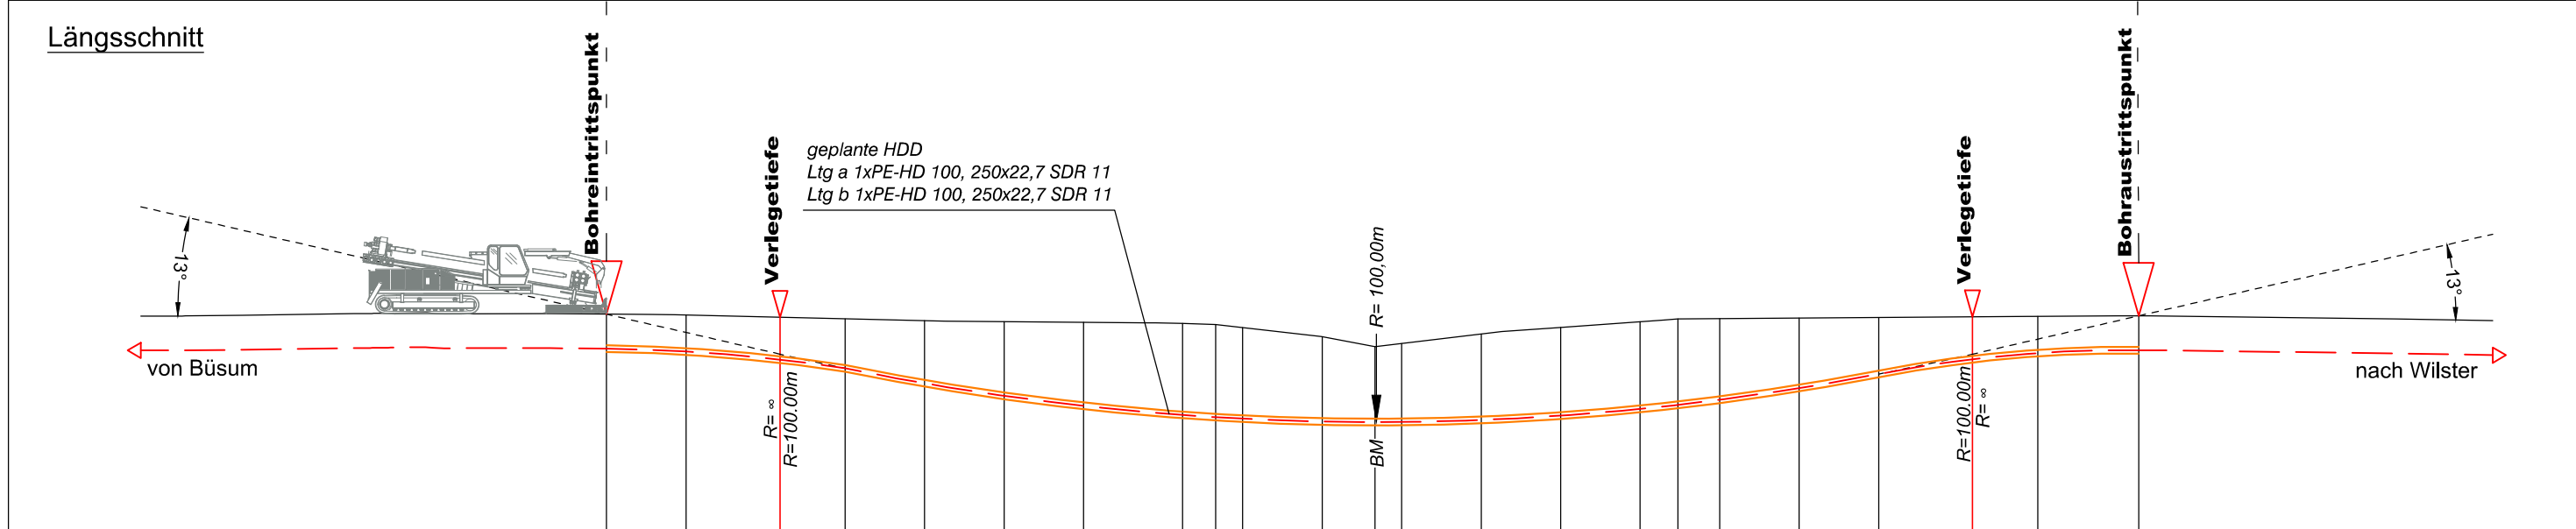 Längsschnitt
Bohreintrittspunkt
Verlegetiefe
geplante HDD
Ltg a 1xPE-HD 100, 250x22,7 SDR 11
Ltg b 1xPE-HD 100, 250x22,7 SDR 11
R= 100,00m
Verlegetiefe
Bohraustrittspunkt
13°
13°
von Büsum
nach Wilster
R= ∞
R=100.00m
BM
R=100.00m
R= ∞